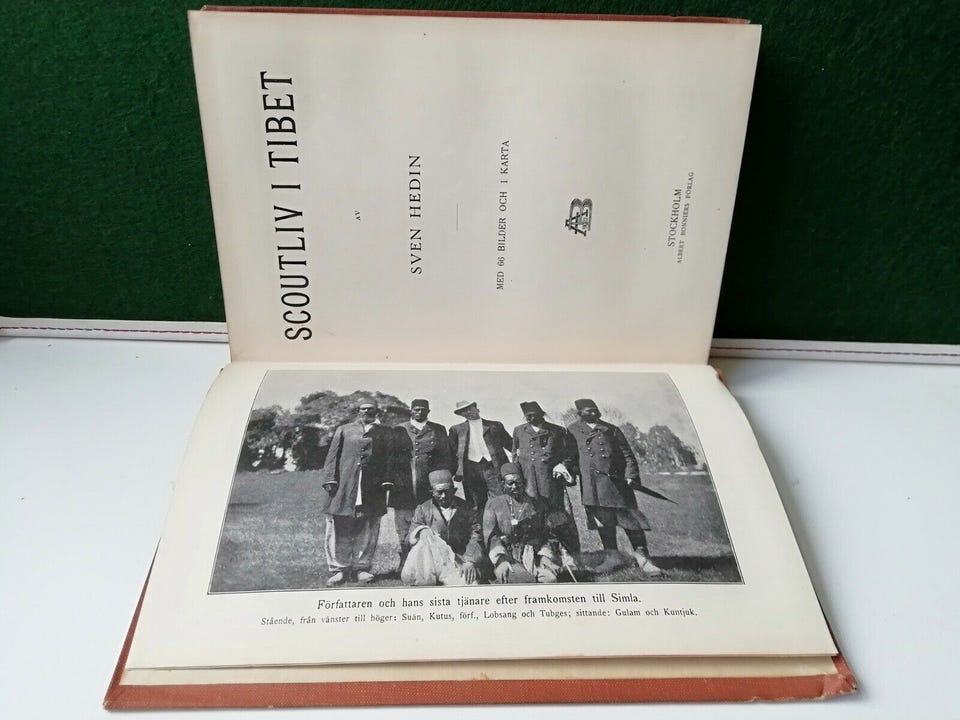 SCOUTLIV I TIBET
AV
SVEN HEDIN
MED 66 BILDER OCH 1 KARTA
STOCKHOLM
ALBERT BONNIERS FÖRLAG
Författaren och hans sista tjänare efter framkomsten till Simla.
Stående, från vänster till höger: Suän, Kutus, förf., Lobsang och Tubges; sittande: Gulam och Kuntjuk.